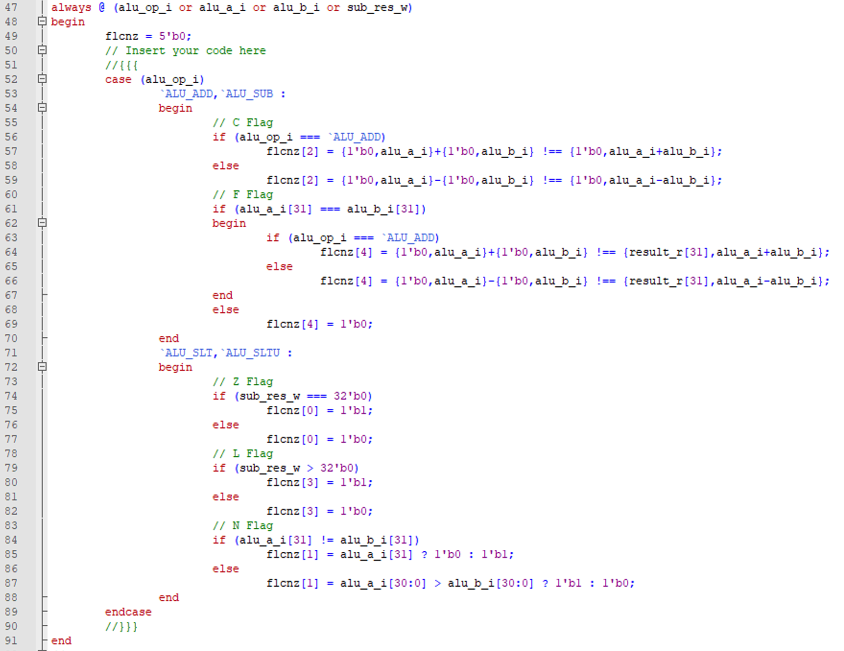 47 always @ (alu_op_i or alu_a_i or alu_b_i or sub_res_w)
48 begin
49 flcnz = 5'b0;
50 // Insert your code here
51 //{{{
52 case (alu_op_i)
53 `ALU_ADD,`ALU_SUB :
54 begin
55 // C Flag
56 if (alu_op_i === `ALU_ADD)
57 flcnz[2] = {1'b0,alu_a_i}+{1'b0,alu_b_i} !== {1'b0,alu_a_i+alu_b_i};
58 else
59 flcnz[2] = {1'b0,alu_a_i}-{1'b0,alu_b_i} !== {1'b0,alu_a_i-alu_b_i};
60 // F Flag
61 if (alu_a_i[31] === alu_b_i[31])
62 begin
63 if (alu_op_i === `ALU_ADD)
64 flcnz[4] = {1'b0,alu_a_i}+{1'b0,alu_b_i} !== {result_r[31],alu_a_i+alu_b_i};
65 else
66 flcnz[4] = {1'b0,alu_a_i}-{1'b0,alu_b_i} !== {result_r[31],alu_a_i-alu_b_i};
67 end
68 else
69 flcnz[4] = 1'b0;
70 end
71 `ALU_SLT,`ALU_SLTU :
72 begin
73 // Z Flag
74 if (sub_res_w === 32'b0)
75 flcnz[0] = 1'b1;
76 else
77 flcnz[0] = 1'b0;
78 // L Flag
79 if (sub_res_w > 32'b0)
80 flcnz[3] = 1'b1;
81 else
82 flcnz[3] = 1'b0;
83 // N Flag
84 if (alu_a_i[31] != alu_b_i[31])
85 flcnz[1] = alu_a_i[31] ? 1'b0 : 1'b1;
86 else
87 flcnz[1] = alu_a_i[30:0] > alu_b_i[30:0] ? 1'b1 : 1'b0;
88 end
89 endcase
90 //}}}
91 end